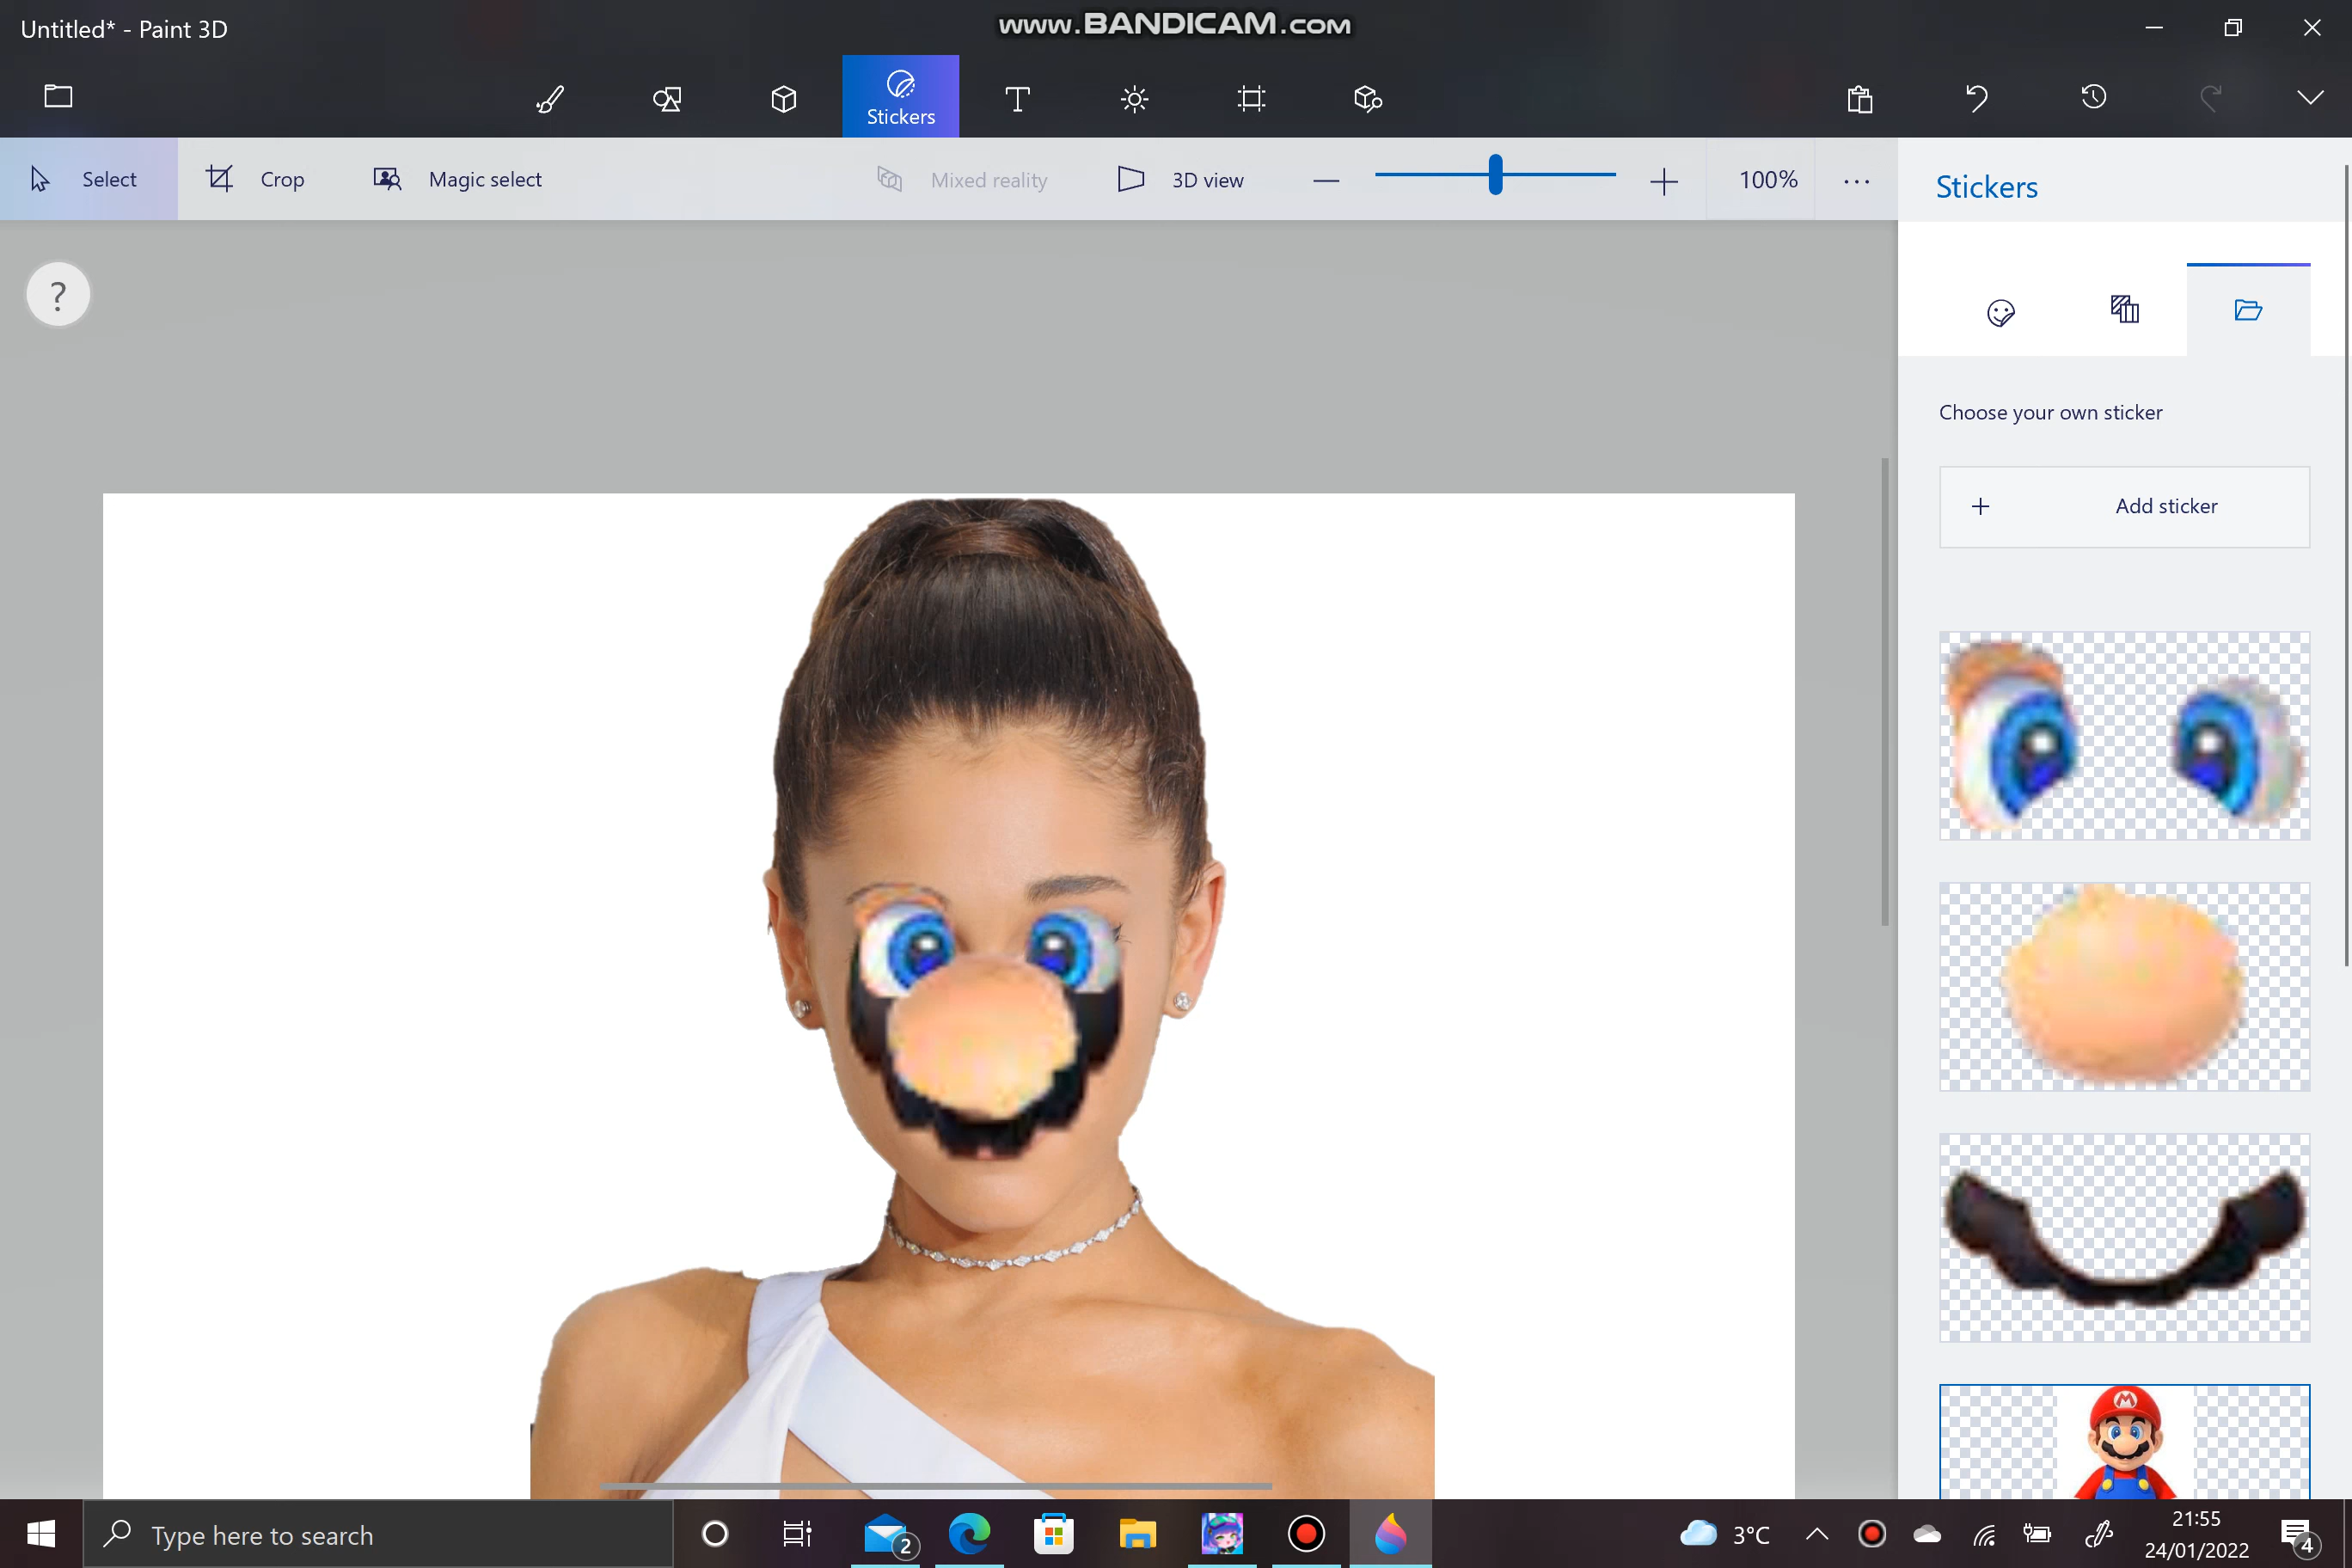 Untitled* - Paint 3D
www.BANDICAM.com
Stickers
Select
Crop
Magic select
Mixed reality
3D view
100%
Stickers
?
Choose your own sticker
+ Add sticker
M
Type here to search
2
3°C
21:55
24/01/2022
4